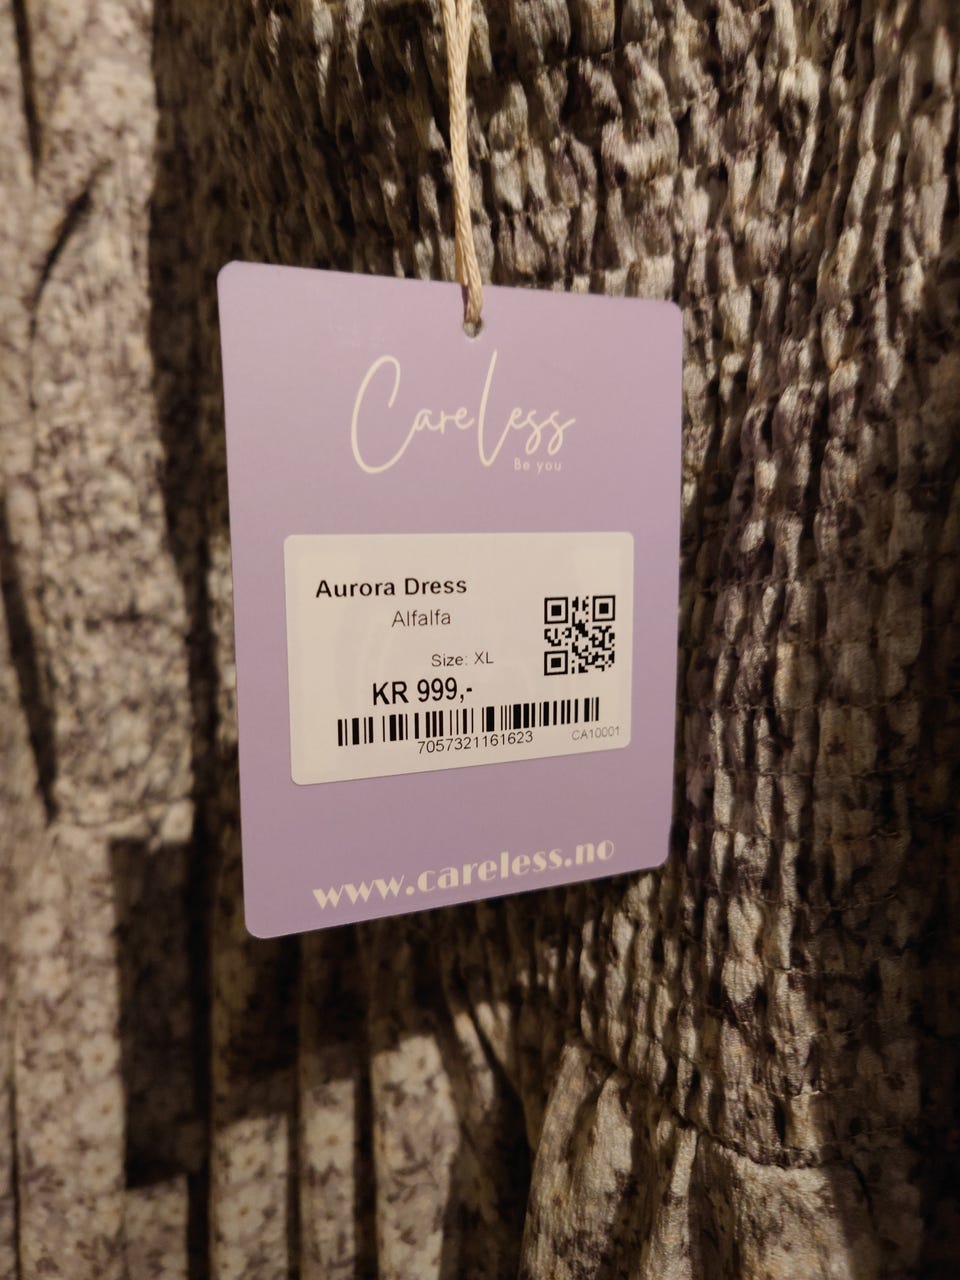 CareLess
Be you
Aurora Dress
Alfalfa
Size: XL
KR 999,-
7057321161623
CA10001
www.careless.no